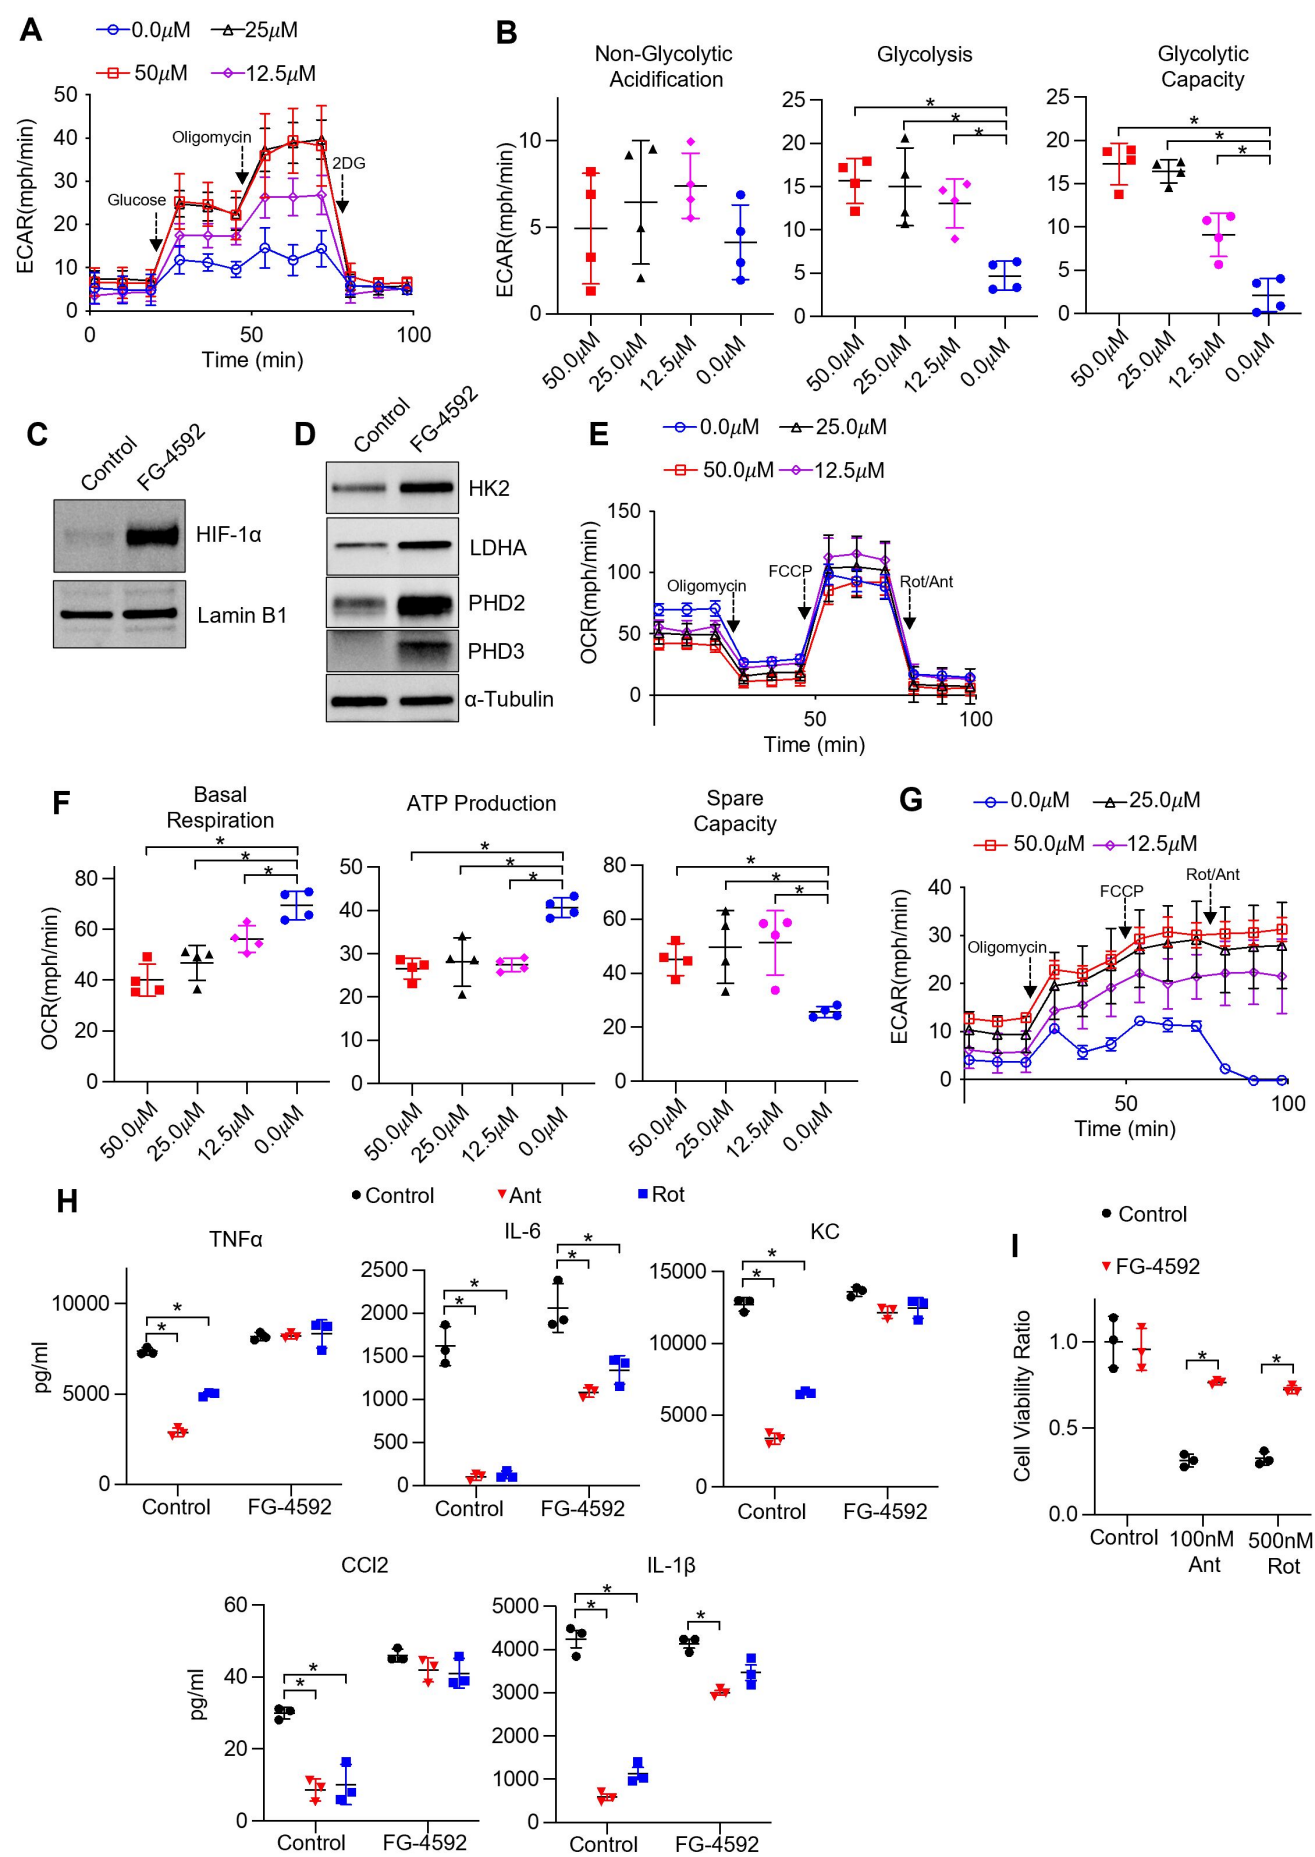 A
0.0μM
25μM
50μM
12.5μM
50
40
30
20
10
0
0
50
100
ECAR(mph/min)
Time (min)
Glucose
Oligomycin
2DG
B
Non-Glycolytic
Acidification
10
5
0
ECAR(mph/min)
50.0μM
25.0μM
12.5μM
0.0μM
Glycolysis
25
20
15
10
5
0
*
*
*
50.0μM
25.0μM
12.5μM
0.0μM
Glycolytic
Capacity
25
20
15
10
5
0
*
*
*
50.0μM
25.0μM
12.5μM
0.0μM
C
Control
FG-4592
HIF-1α
Lamin B1
D
Control
FG-4592
HK2
LDHA
PHD2
PHD3
α-Tubulin
E
0.0μM
25.0μM
50.0μM
12.5μM
150
100
50
0
50
100
OCR(mph/min)
Time (min)
Oligomycin
FCCP
Rot/Ant
F
Basal
Respiration
*
*
*
80
60
40
20
0
OCR(mph/min)
50.0μM
25.0μM
12.5μM
0.0μM
ATP Production
*
*
*
50
40
30
20
10
0
50.0μM
25.0μM
12.5μM
0.0μM
Spare
Capacity
*
*
*
80
60
40
20
0
50.0μM
25.0μM
12.5μM
0.0μM
G
0.0μM
25.0μM
50.0μM
12.5μM
40
30
20
10
0
50
100
ECAR(mph/min)
Time (min)
Oligomycin
FCCP
Rot/Ant
H
Control
Ant
Rot
TNFα
10000
5000
0
pg/ml
*
*
Control
FG-4592
IL-6
2500
2000
1500
1000
500
0
*
*
*
*
Control
FG-4592
KC
15000
10000
5000
0
*
*
Control
FG-4592
CCl2
60
40
20
0
pg/ml
*
*
Control
FG-4592
IL-1β
5000
4000
3000
2000
1000
0
*
*
*
Control
FG-4592
I
Control
FG-4592
1.0
0.5
0.0
Cell Viability Ratio
*
*
Control
100nM
Ant
500nM
Rot